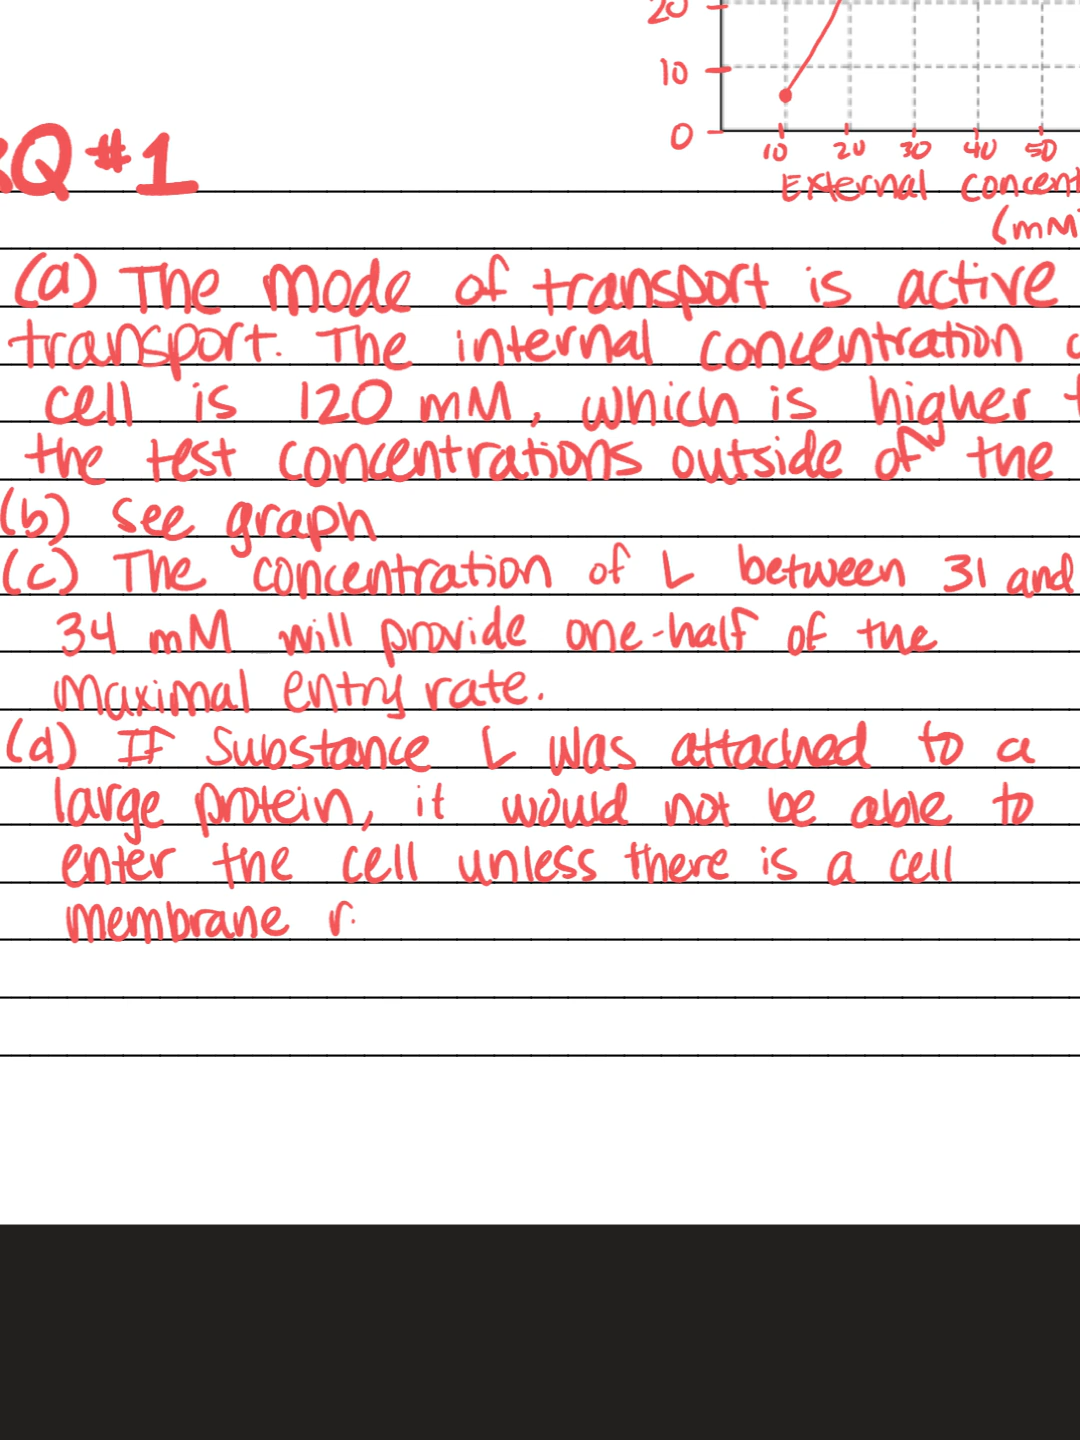 20
10
0
10 20 30 40 50
External concent
(mM
Q #1
(a) The mode of transport is active
transport. The internal concentration
cell is 120 mM, which is higher
the test concentrations outside of the
(b) see graph
(c) The concentration of L between 31 and
34 mM will provide one-half of the
maximal entry rate.
(d) If Substance L was attached to a
large protein, it would not be able to
enter the cell unless there is a cell
membrane r.